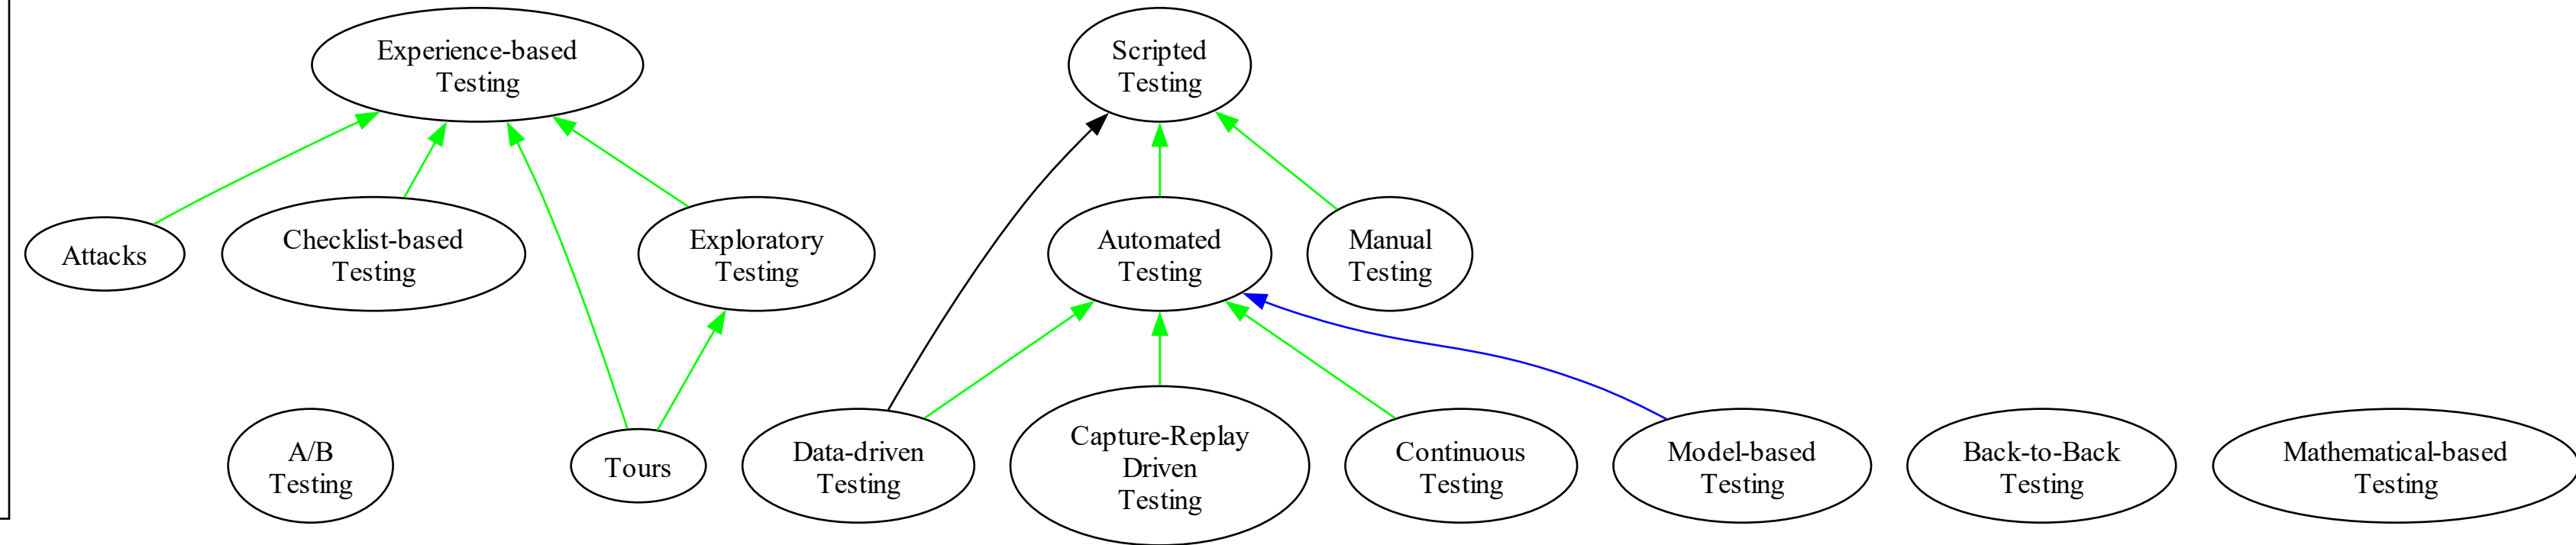 Experience-based
Testing
Scripted
Testing
Attacks
Checklist-based
Testing
Exploratory
Testing
Automated
Testing
Manual
Testing
A/B
Testing
Tours
Data-driven
Testing
Capture-Replay
Driven
Testing
Continuous
Testing
Model-based
Testing
Back-to-Back
Testing
Mathematical-based
Testing